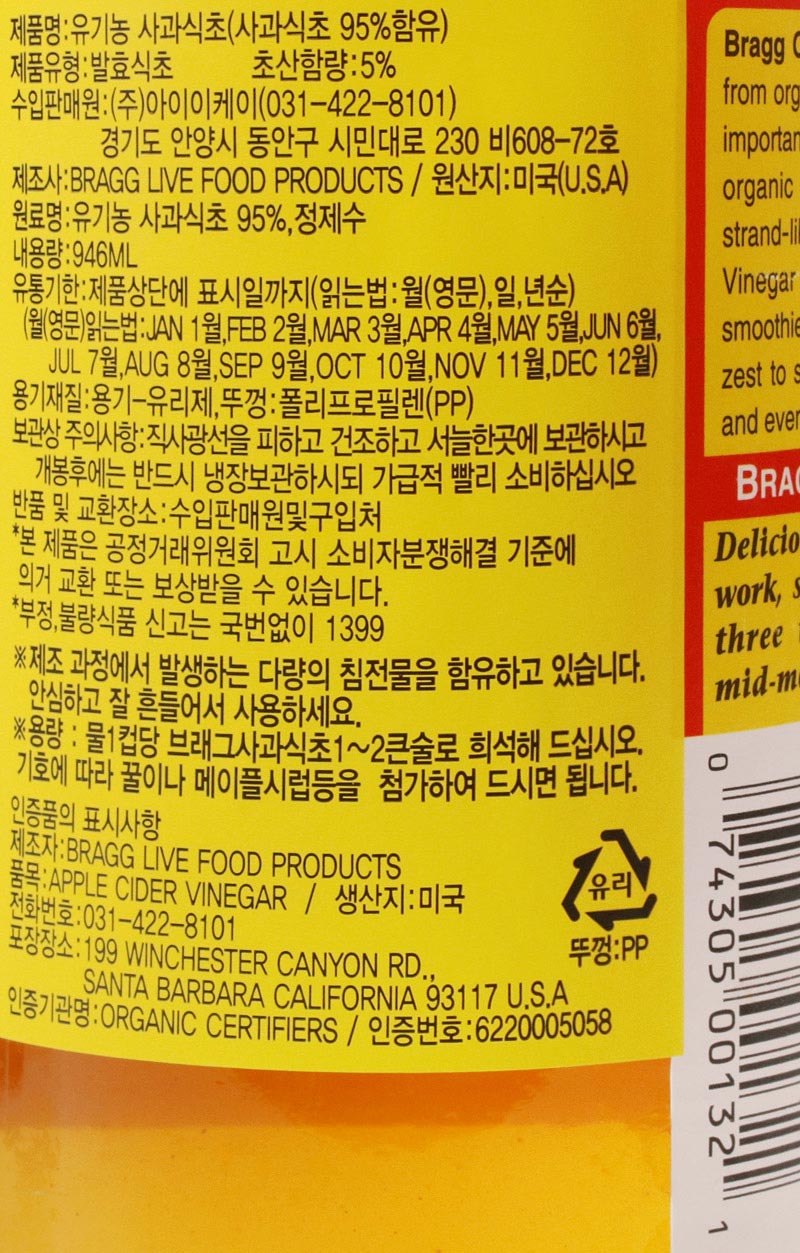 제품명:유기농 사과식초(사과식초 95%함유)
제품유형:발효식초 초산함량:5%
수입판매원:(주)아이이케이(031-422-8101)
경기도 안양시 동안구 시민대로 230 비608-72호
제조사:BRAGG LIVE FOOD PRODUCTS / 원산지:미국(U.S.A)
원료명:유기농 사과식초 95%,정제수
내용량:946ML
유통기한:제품상단에 표시일까지(읽는법:월(영문),일,년순)
(월(영문)읽는법:JAN 1월,FEB 2월,MAR 3월,APR 4월,MAY 5월,JUN 6월,
JUL 7월,AUG 8월,SEP 9월,OCT 10월,NOV 11월,DEC 12월)
용기재질:용기-유리제,뚜껑:폴리프로필렌(PP)
보관상 주의사항:직사광선을 피하고 건조하고 서늘한곳에 보관하시고
개봉후에는 반드시 냉장보관하시되 가급적 빨리 소비하십시오
반품 및 교환장소:수입판매원및구입처
*본 제품은 공정거래위원회 고시 소비자분쟁해결 기준에
의거 교환 또는 보상받을 수 있습니다.
*부정,불량식품 신고는 국번없이 1399
※제조 과정에서 발생하는 다량의 침전물을 함유하고 있습니다.
안심하고 잘 흔들어서 사용하세요.
※용량 : 물1컵당 브래그사과식초1~2큰술로 희석해 드십시오.
기호에 따라 꿀이나 메이플시럽등을 첨가하여 드시면 됩니다.
인증품의 표시사항
제조자:BRAGG LIVE FOOD PRODUCTS
품목:APPLE CIDER VINEGAR / 생산지:미국
전화번호:031-422-8101
포장장소:199 WINCHESTER CANYON RD.,
SANTA BARBARA CALIFORNIA 93117 U.S.A
인증기관명:ORGANIC CERTIFIERS / 인증번호:6220005058
유리
뚜껑:PP
Bragg
from org
importan
organic
strand-li
Vinegar
smoothie
zest to s
and ever
BRAG
Delicio
work, s
three
mid-mo
0 74305 00132 1